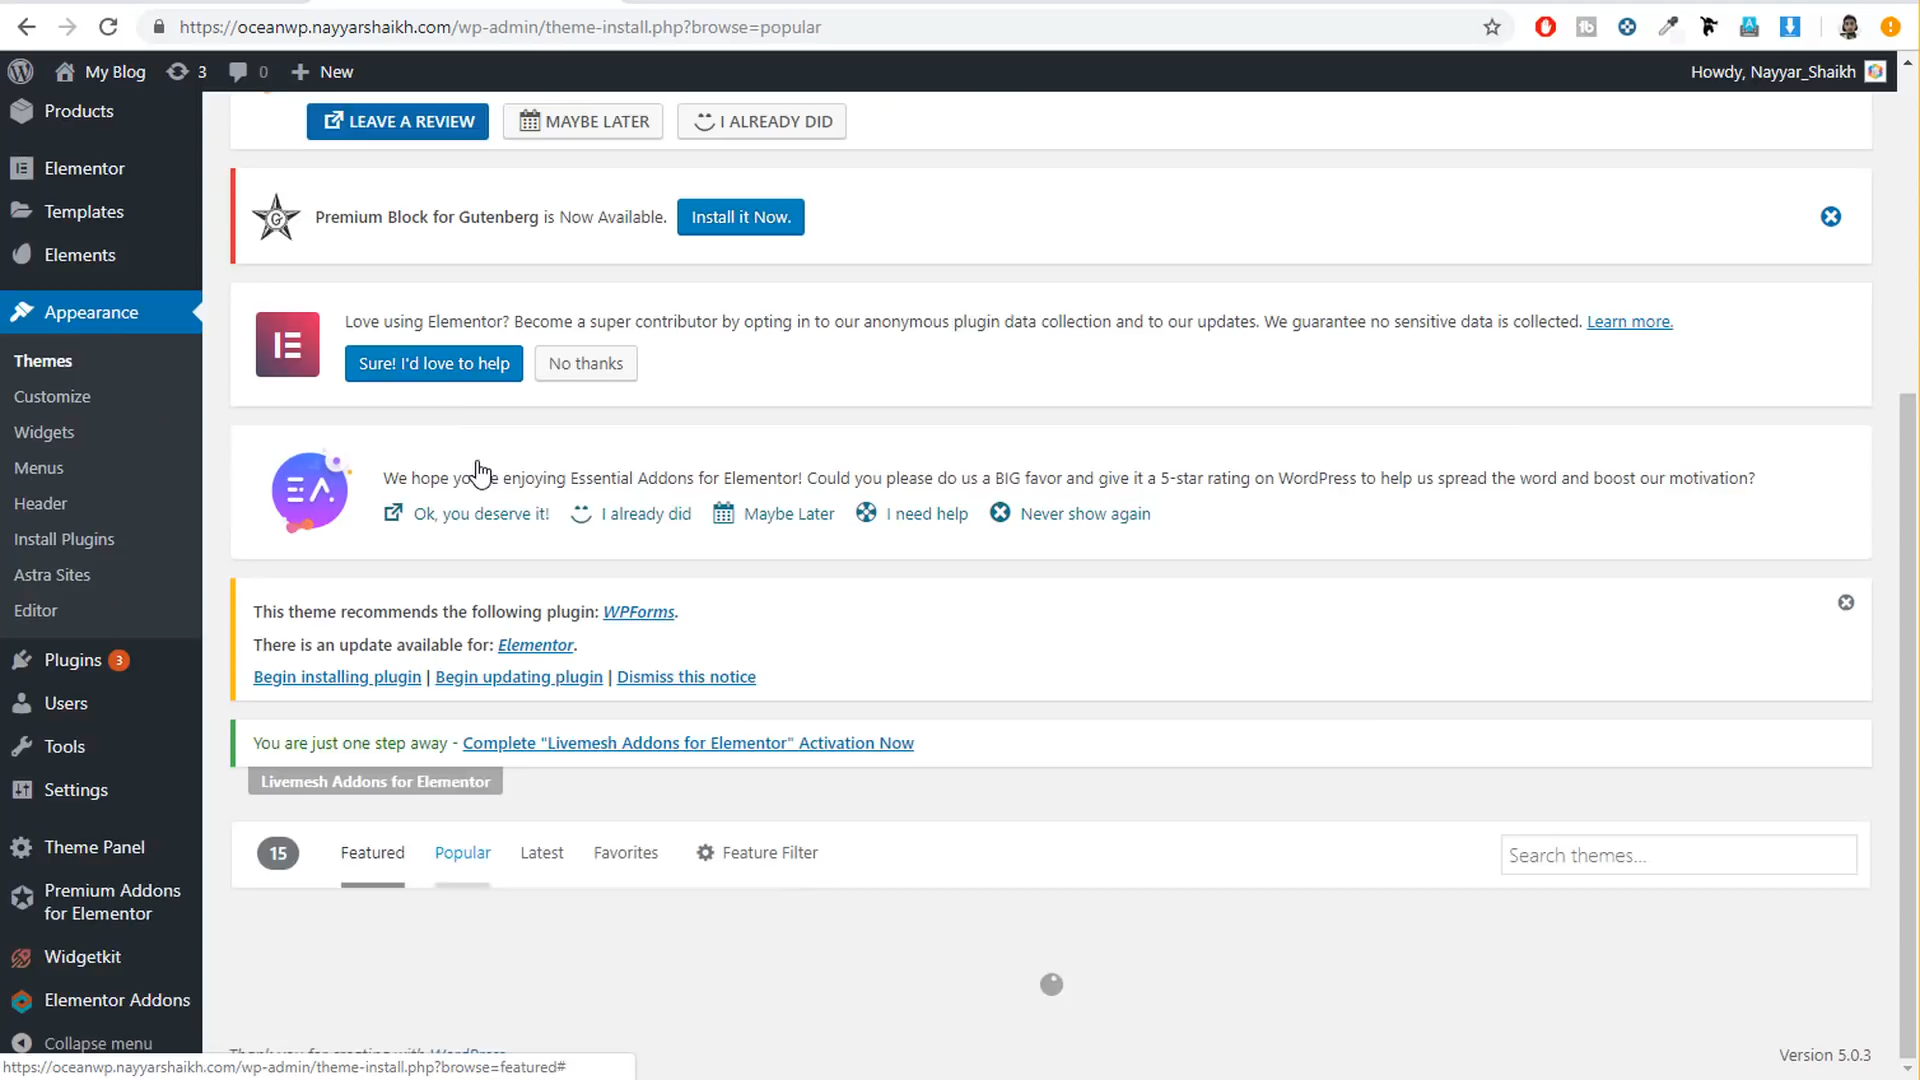 https://oceanwp.nayyarshaikh.com/wp-admin/theme-install.php?browse=popular
My Blog 3 0 New
Howdy, Nayyar_Shaikh
Products
Elementor
Templates
Elements
Appearance
Themes
Customize
Widgets
Menus
Header
Install Plugins
Astra Sites
Editor
Plugins 3
Users
Tools
Settings
Theme Panel
Premium Addons
for Elementor
Widgetkit
Elementor Addons
Collapse menu
LEAVE A REVIEW MAYBE LATER I ALREADY DID
Premium Block for Gutenberg is Now Available. Install it Now.
Love using Elementor? Become a super contributor by opting in to our anonymous plugin data collection and to our updates. We guarantee no sensitive data is collected. Learn more.
Sure! I'd love to help No thanks
We hope enjoying Essential Addons for Elementor! Could you please do us a BIG favor and give it a 5-star rating on WordPress to help us spread the word and boost our motivation?
Ok, you deserve it! I already did Maybe Later I need help Never show again
This theme recommends the following plugin: WPForms.
There is an update available for: Elementor.
Begin installing plugin | Begin updating plugin | Dismiss this notice
You are just one step away - Complete "Livemesh Addons for Elementor" Activation Now
Livemesh Addons for Elementor
15 Featured Popular Latest Favorites Feature Filter Search themes...
Thank you for creating with WordPress
Version 5.0.3
https://oceanwp.nayyarshaikh.com/wp-admin/theme-install.php?browse=featured#